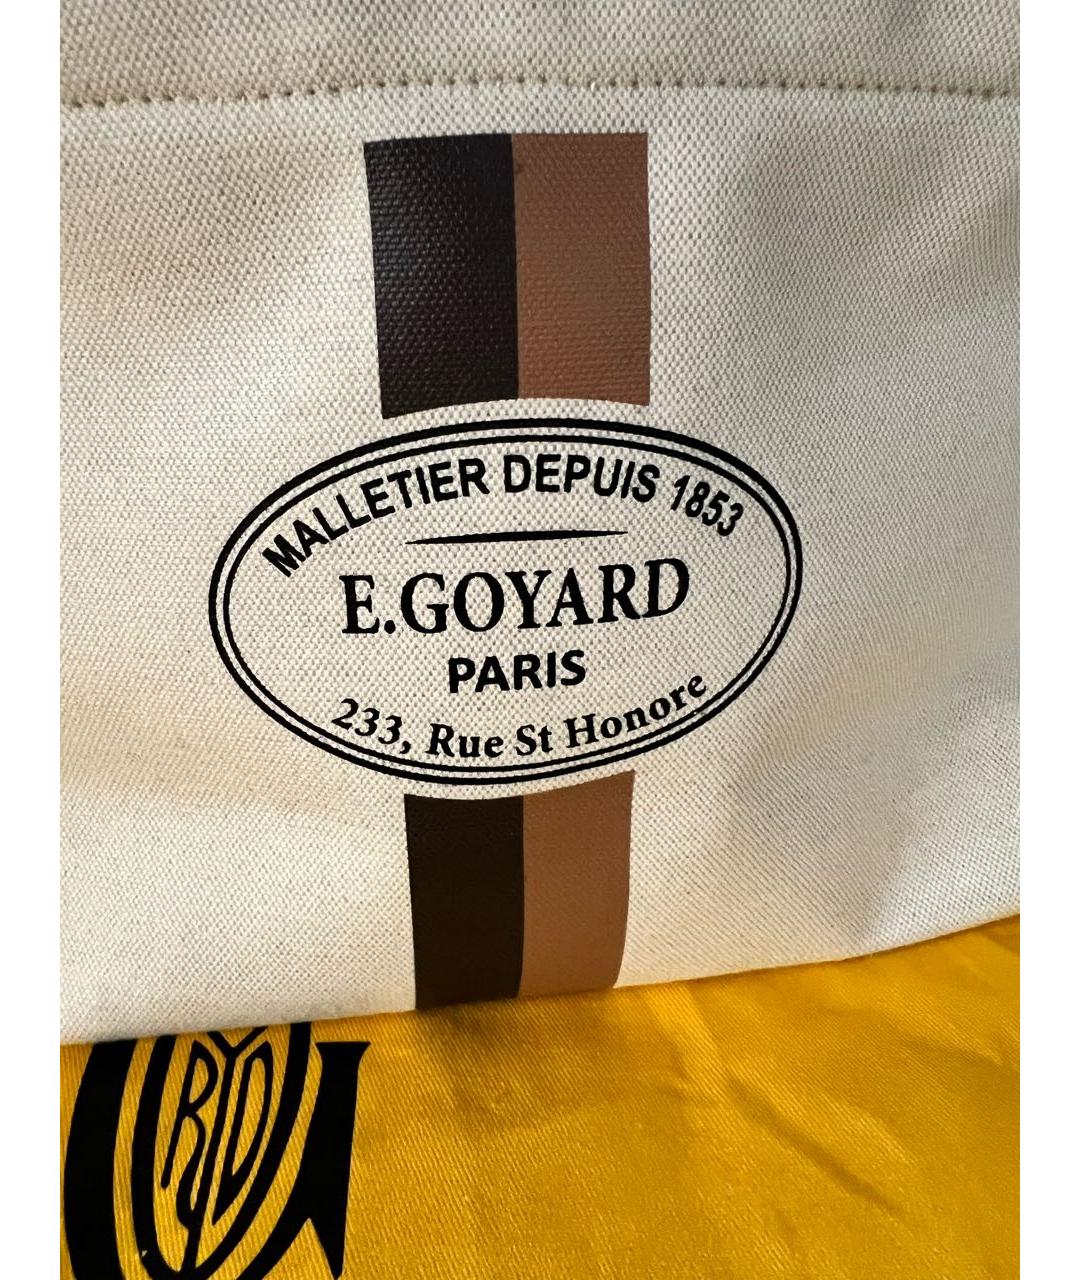 MALLETIER DEPUIS 1853
E.GOYARD
PARIS
233, Rue St Honore